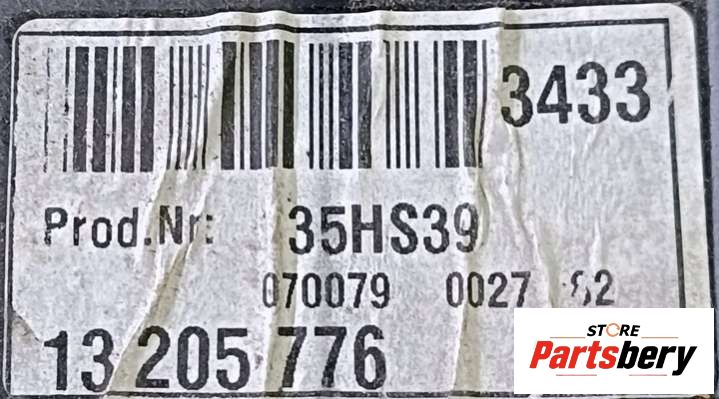 3433
Prod.Nr: 35HS39
070079 0027
13 205 776
STORE
Partsbery